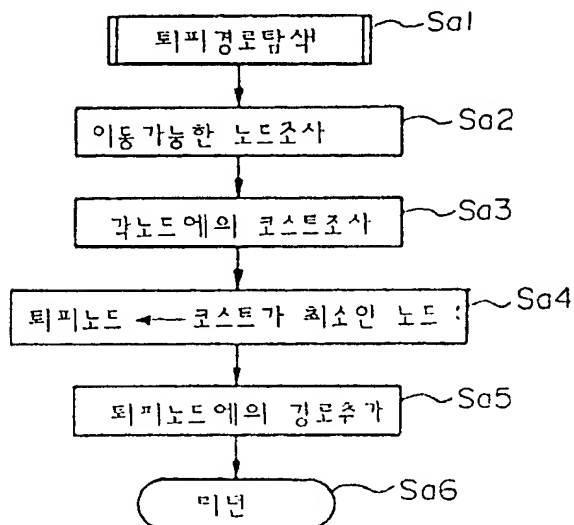 퇴피경로탐색 Sa1
이동가능한 노드조사 Sa2
각노드에의 코스트조사 Sa3
퇴피노드 ← 코스트가 최소인 노드 : Sa4
퇴피노드에의 경로추가 Sa5
미턴 Sa6